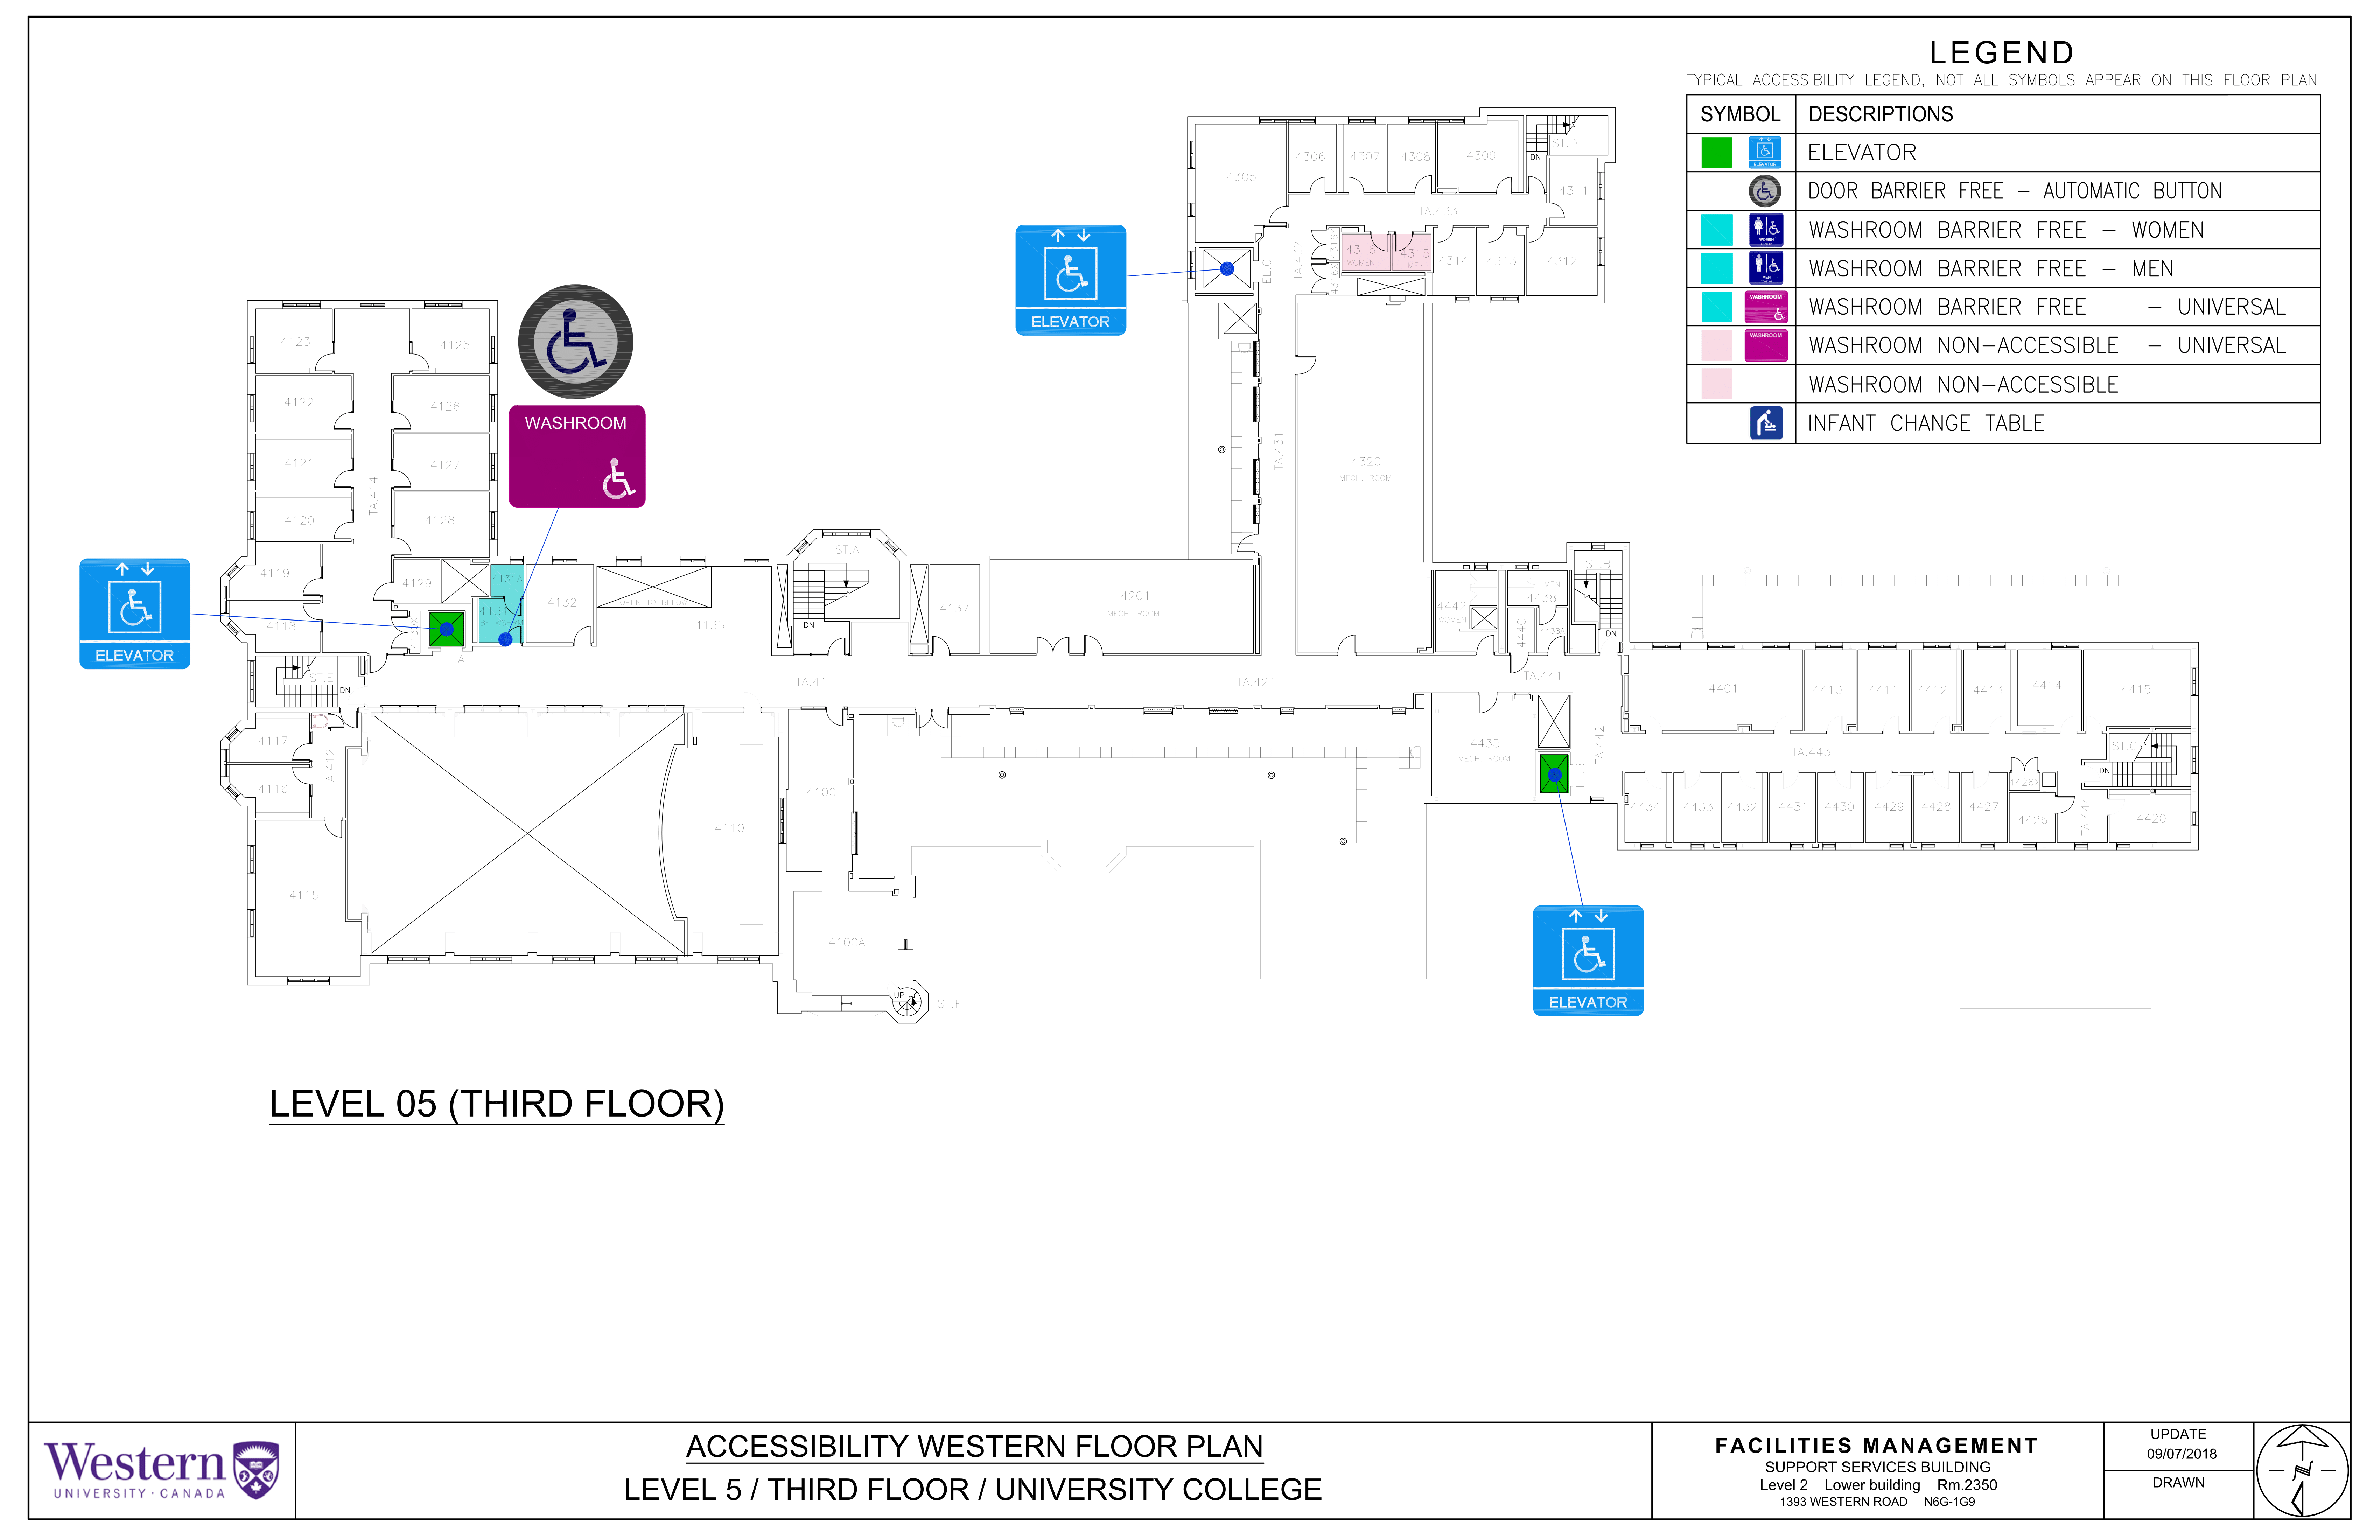 LEGEND
TYPICAL ACCESSIBILITY LEGEND, NOT ALL SYMBOLS APPEAR ON THIS FLOOR PLAN
SYMBOL DESCRIPTIONS
ELEVATOR ELEVATOR
DOOR BARRIER FREE - AUTOMATIC BUTTON
WOMEN WASHROOM BARRIER FREE - WOMEN
MEN WASHROOM BARRIER FREE - MEN
WASHROOM WASHROOM BARRIER FREE - UNIVERSAL
WASHROOM WASHROOM NON-ACCESSIBLE - UNIVERSAL
WASHROOM NON-ACCESSIBLE
INFANT CHANGE TABLE
4305
4306
4307
4308
4309
DN
ST.D
4311
TA.433
TA.432
EL.C
4316
WOMEN
4315
MEN
4314
4313
4312
ELEVATOR
4123
4125
4122
4126
4121
4127
4120
4128
TA.414
WASHROOM
TA.431
4320
MECH. ROOM
4119
4118
4129
4131A
4132
OPEN TO BELOW
4135
ST.A
DN
4137
4201
MECH. ROOM
4442
WOMEN
MEN
4438
4438A
4440
ST.B
DN
ELEVATOR
EL.A
ST.E
DN
TA.411
TA.421
TA.441
4401
4410
4411
4412
4413
4414
4415
4117
4116
TA.412
4115
4100
4110
4100A
UP
ST.F
4435
MECH. ROOM
EL.B
TA.442
TA.443
ST.C
DN
4434
4433
4432
4431
4430
4429
4428
4427
4426X
4426
TA.444
4420
ELEVATOR
LEVEL 05 (THIRD FLOOR)
Western
UNIVERSITY · CANADA
ACCESSIBILITY WESTERN FLOOR PLAN
LEVEL 5 / THIRD FLOOR / UNIVERSITY COLLEGE
FACILITIES MANAGEMENT
SUPPORT SERVICES BUILDING
Level 2 Lower building Rm.2350
1393 WESTERN ROAD N6G-1G9
UPDATE
09/07/2018
DRAWN
N